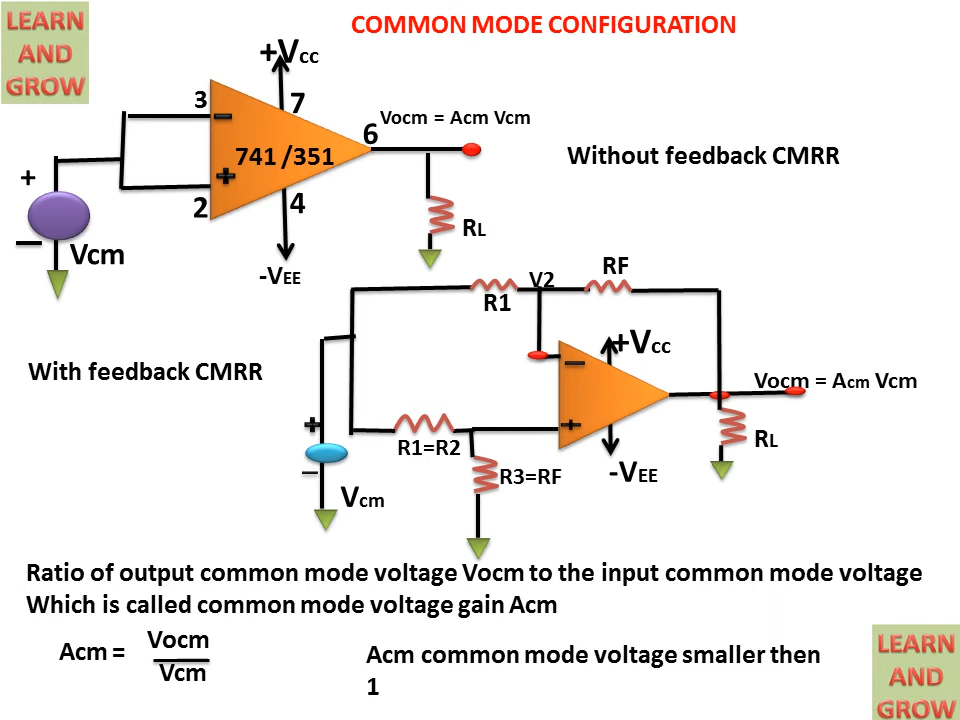 LEARN
AND
GROW
COMMON MODE CONFIGURATION
+Vcc
3
7
−
741 /351
6
Vocm = Acm Vcm
Without feedback CMRR
+
+
2
4
−
Vcm
RL
-VEE
RF
V2
R1
+Vcc
−
With feedback CMRR
Vocm = Acm Vcm
+
+
R1=R2
RL
−
R3=RF
-VEE
Vcm
Ratio of output common mode voltage Vocm to the input common mode voltage
Which is called common mode voltage gain Acm
Acm = Vocm
Vcm
Acm common mode voltage smaller then
1
LEARN
AND
GROW